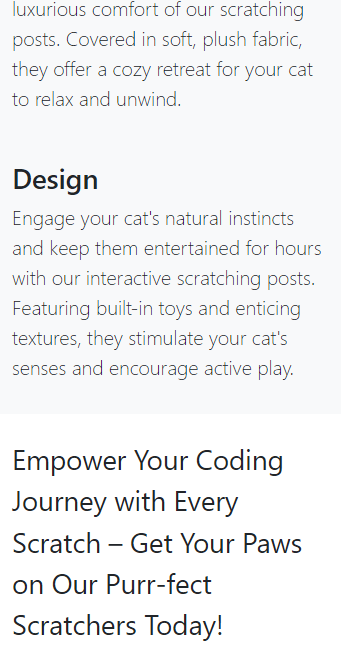 luxurious comfort of our scratching
posts. Covered in soft, plush fabric,
they offer a cozy retreat for your cat
to relax and unwind.
Design
Engage your cat's natural instincts
and keep them entertained for hours
with our interactive scratching posts.
Featuring built-in toys and enticing
textures, they stimulate your cat's
senses and encourage active play.
Empower Your Coding
Journey with Every
Scratch – Get Your Paws
on Our Purr-fect
Scratchers Today!